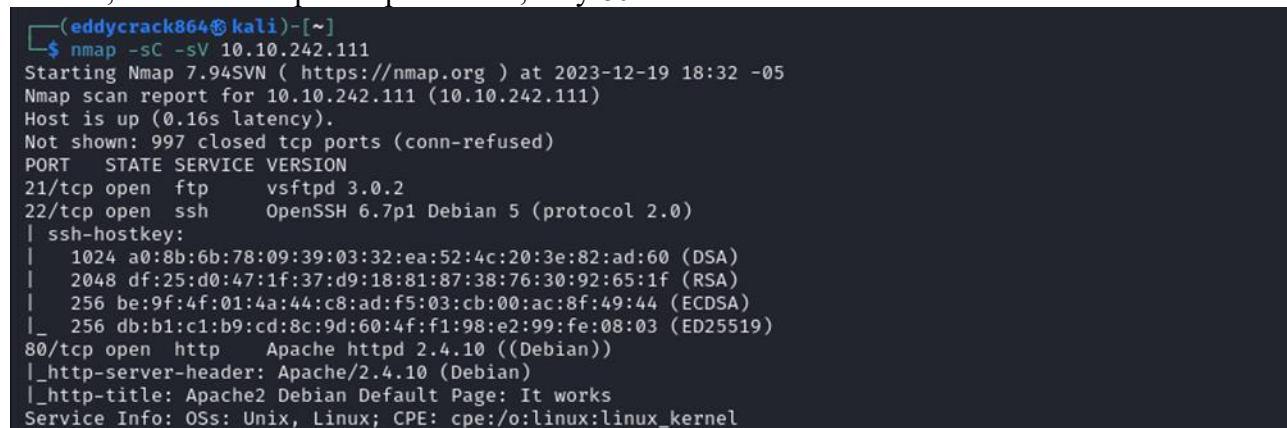 ┌──(eddycrack864㉿kali)-[~]
└─$ nmap -sC -sV 10.10.242.111
Starting Nmap 7.94SVN ( https://nmap.org ) at 2023-12-19 18:32 -05
Nmap scan report for 10.10.242.111 (10.10.242.111)
Host is up (0.16s latency).
Not shown: 997 closed tcp ports (conn-refused)
PORT   STATE SERVICE VERSION
21/tcp open  ftp     vsftpd 3.0.2
22/tcp open  ssh     OpenSSH 6.7p1 Debian 5 (protocol 2.0)
| ssh-hostkey:
|   1024 a0:8b:6b:78:09:39:03:32:ea:52:4c:20:3e:82:ad:60 (DSA)
|   2048 df:25:d0:47:1f:37:d9:18:81:87:38:76:30:92:65:1f (RSA)
|   256 be:9f:4f:01:4a:44:c8:ad:f5:03:cb:00:ac:8f:49:44 (ECDSA)
|_  256 db:b1:c1:b9:cd:8c:9d:60:4f:f1:98:e2:99:fe:08:03 (ED25519)
80/tcp open  http    Apache httpd 2.4.10 ((Debian))
|_http-server-header: Apache/2.4.10 (Debian)
|_http-title: Apache2 Debian Default Page: It works
Service Info: OSs: Unix, Linux; CPE: cpe:/o:linux:linux_kernel